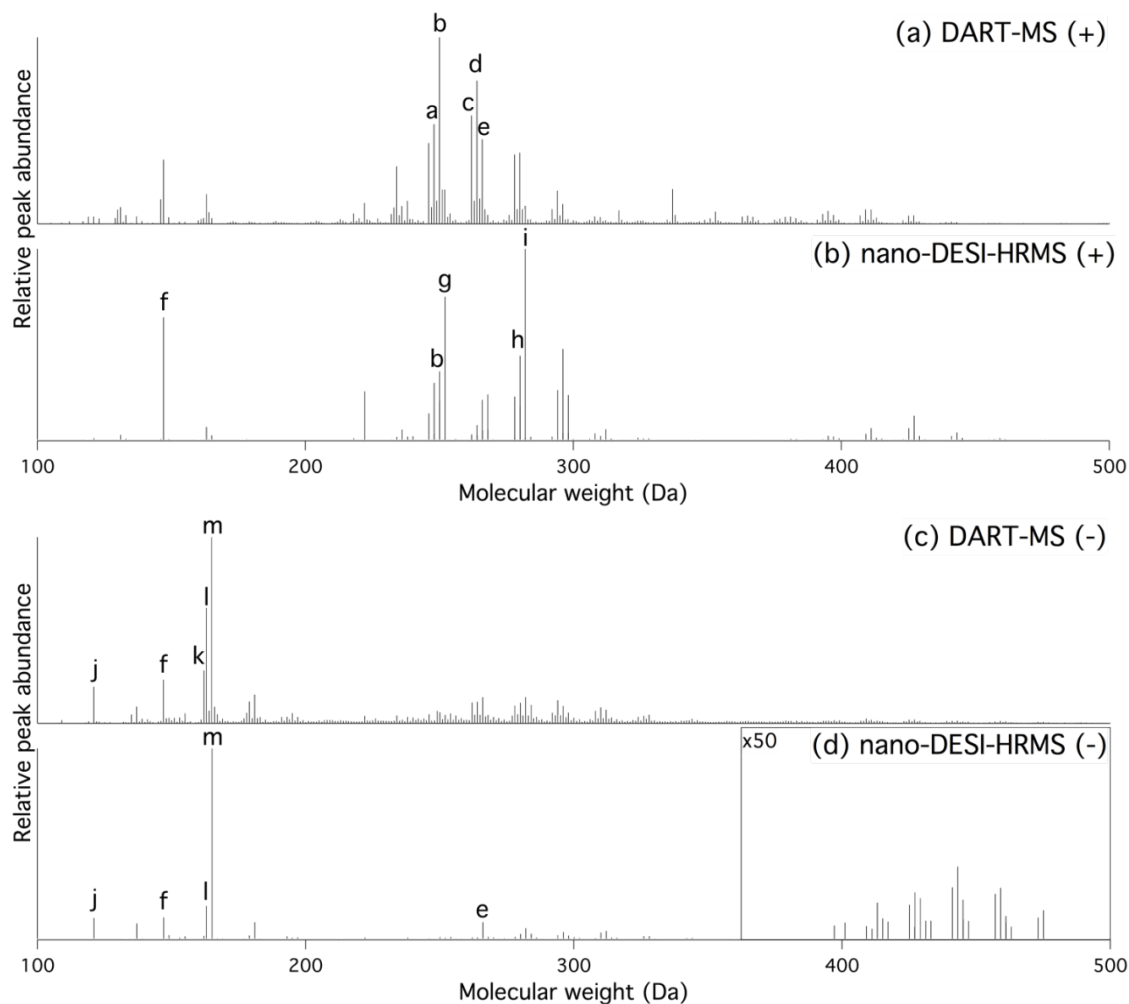 (a) DART-MS (+)
b
d
a
c
e
Relative peak abundance
(b) nano-DESI-HRMS (+)
i
g
f
h
b
100 200 300 400 500
Molecular weight (Da)
(c) DART-MS (-)
m
l
k
j
f
Relative peak abundance
x50
(d) nano-DESI-HRMS (-)
m
j
f
l
e
100 200 300 400 500
Molecular weight (Da)